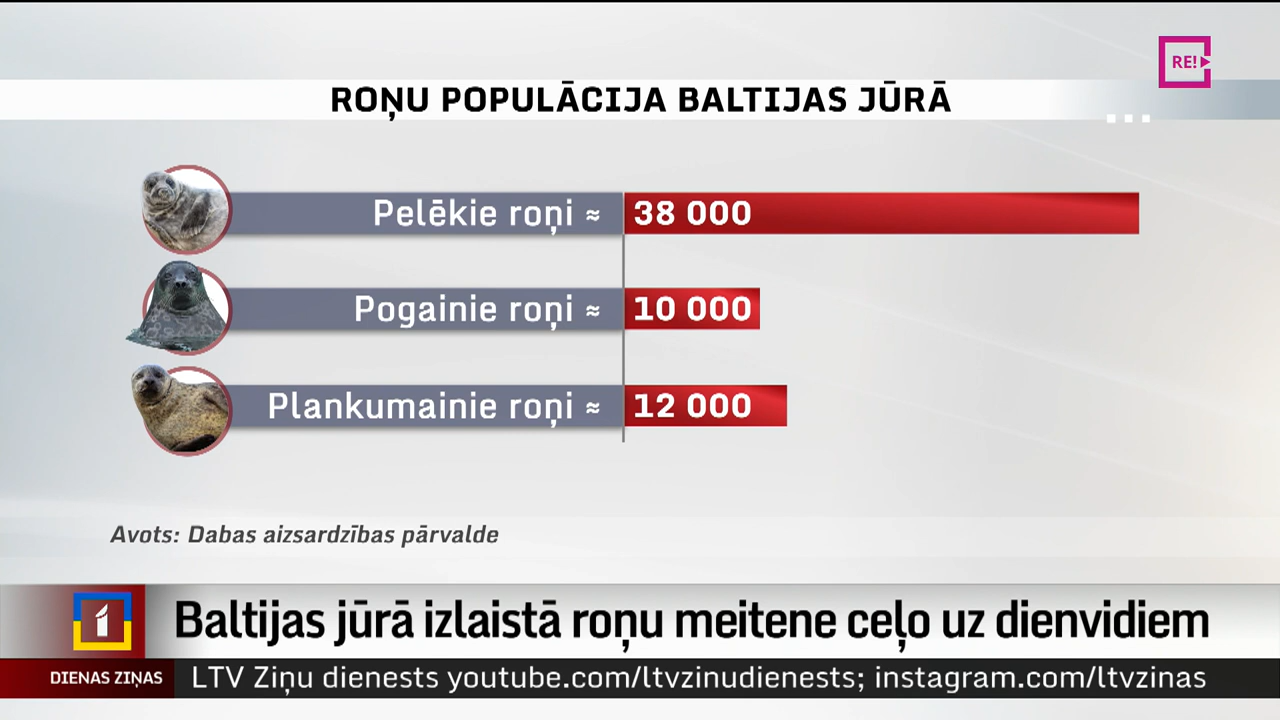 RE!
ROŅU POPULĀCIJA BALTIJAS JŪRĀ
Pelēkie roņi ≈ 38 000
Pogainie roņi ≈ 10 000
Plankumainie roņi ≈ 12 000
Avots: Dabas aizsardzības pārvalde
1 Baltijas jūrā izlaistā roņu meitene ceļo uz dienvidiem
DIENAS ZIŅAS LTV Ziņu dienests youtube.com/ltvzinudienests; instagram.com/ltvzinas